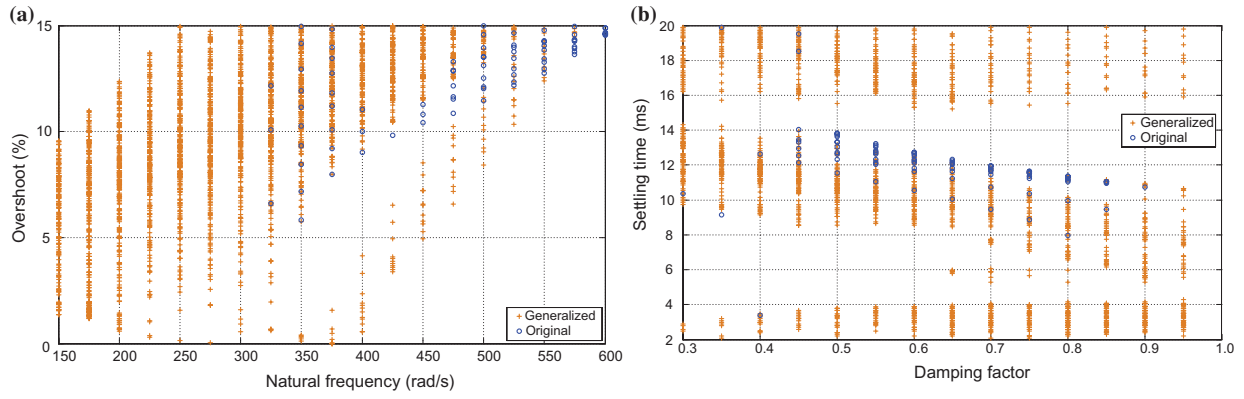 (a)
15
10
5
0
Overshoot (%)
150 200 250 300 350 400 450 500 550 600
Natural frequency (rad/s)
Generalized
Original
(b)
20
18
16
14
12
10
8
6
4
2
Settling time (ms)
0.3 0.4 0.5 0.6 0.7 0.8 0.9 1.0
Damping factor
Generalized
Original